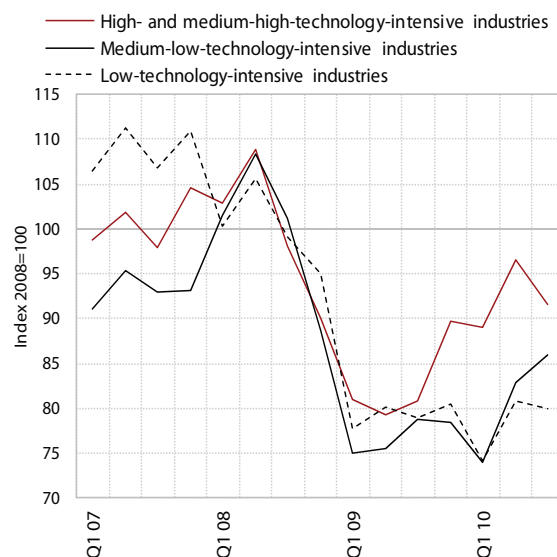 High- and medium-high-technology-intensive industries
Medium-low-technology-intensive industries
Low-technology-intensive industries
115
110
105
100
95
90
85
80
75
70
Index 2008=100
Q1 07
Q1 08
Q1 09
Q1 10